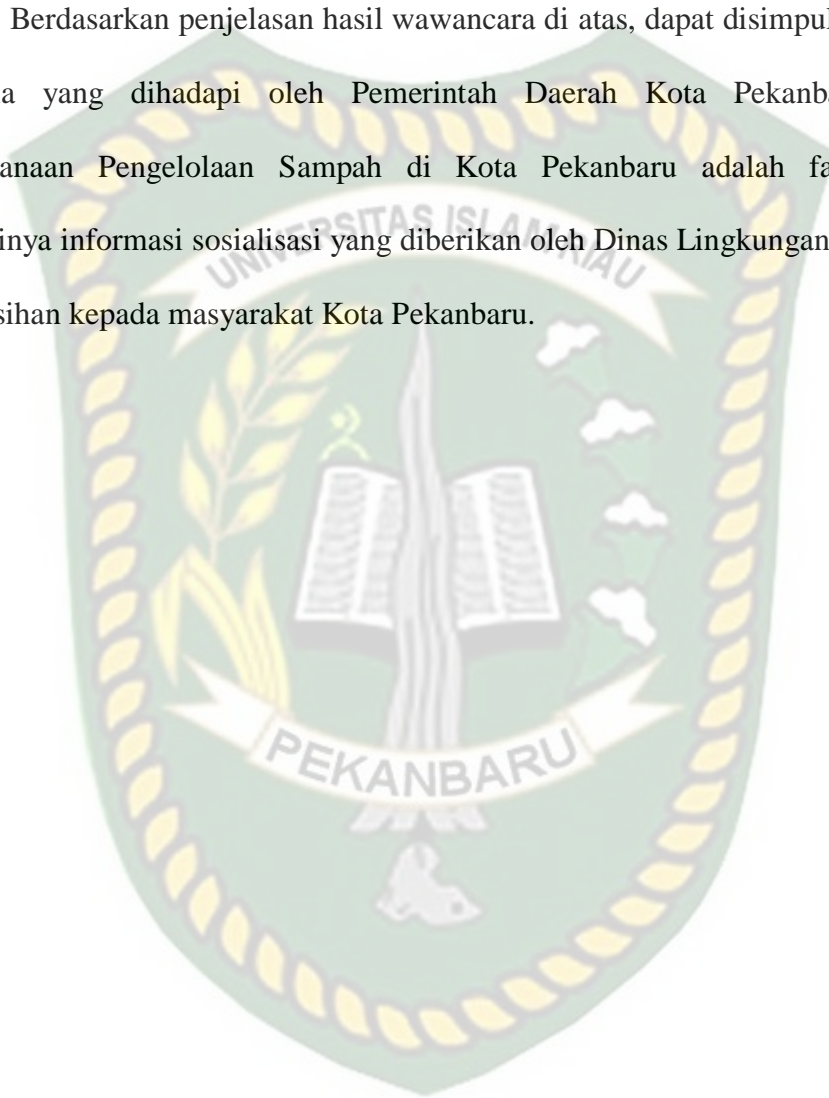 Berdasarkan penjelasan hasil wawancara di atas, dapat disimpul
a yang dihadapi oleh Pemerintah Daerah Kota Pekanba
anaan Pengelolaan Sampah di Kota Pekanbaru adalah fa
inya informasi sosialisasi yang diberikan oleh Dinas Lingkungan
sihan kepada masyarakat Kota Pekanbaru.
UNIVERSITAS ISLAM RIAU
PEKANBARU